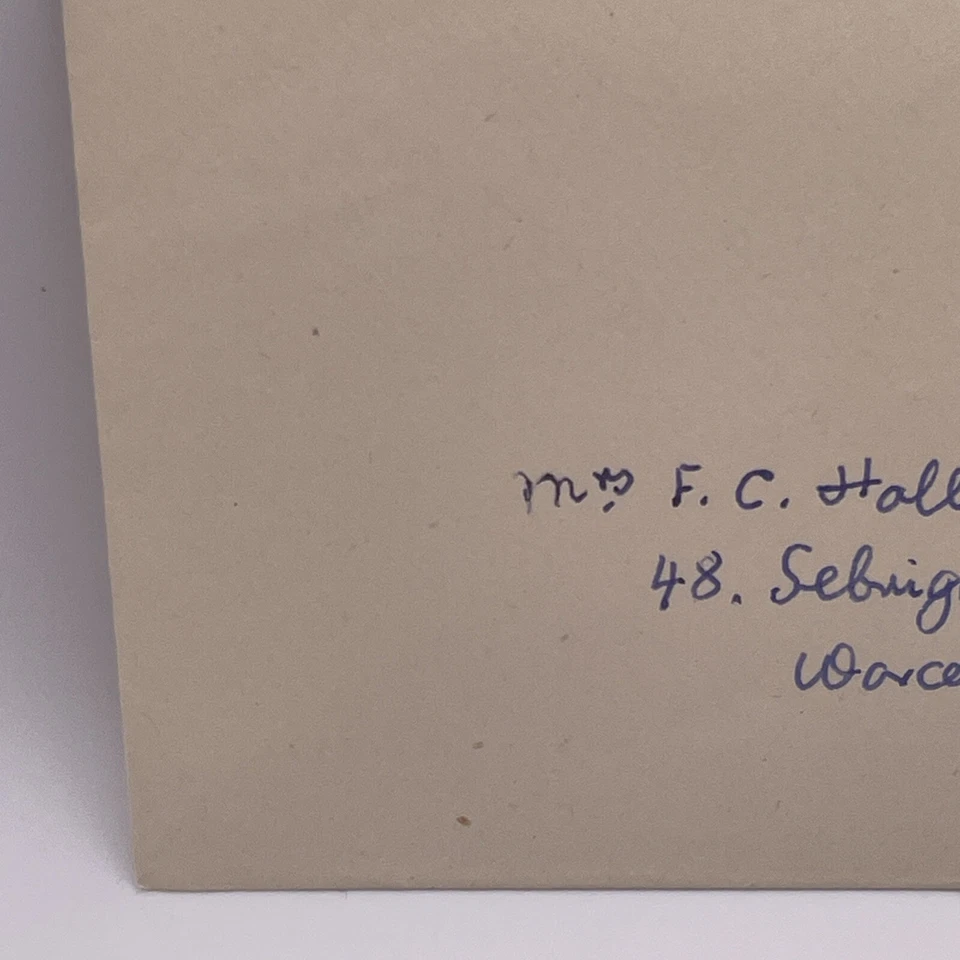 Mrs F. C. Hall
48. Sebrig
Worce